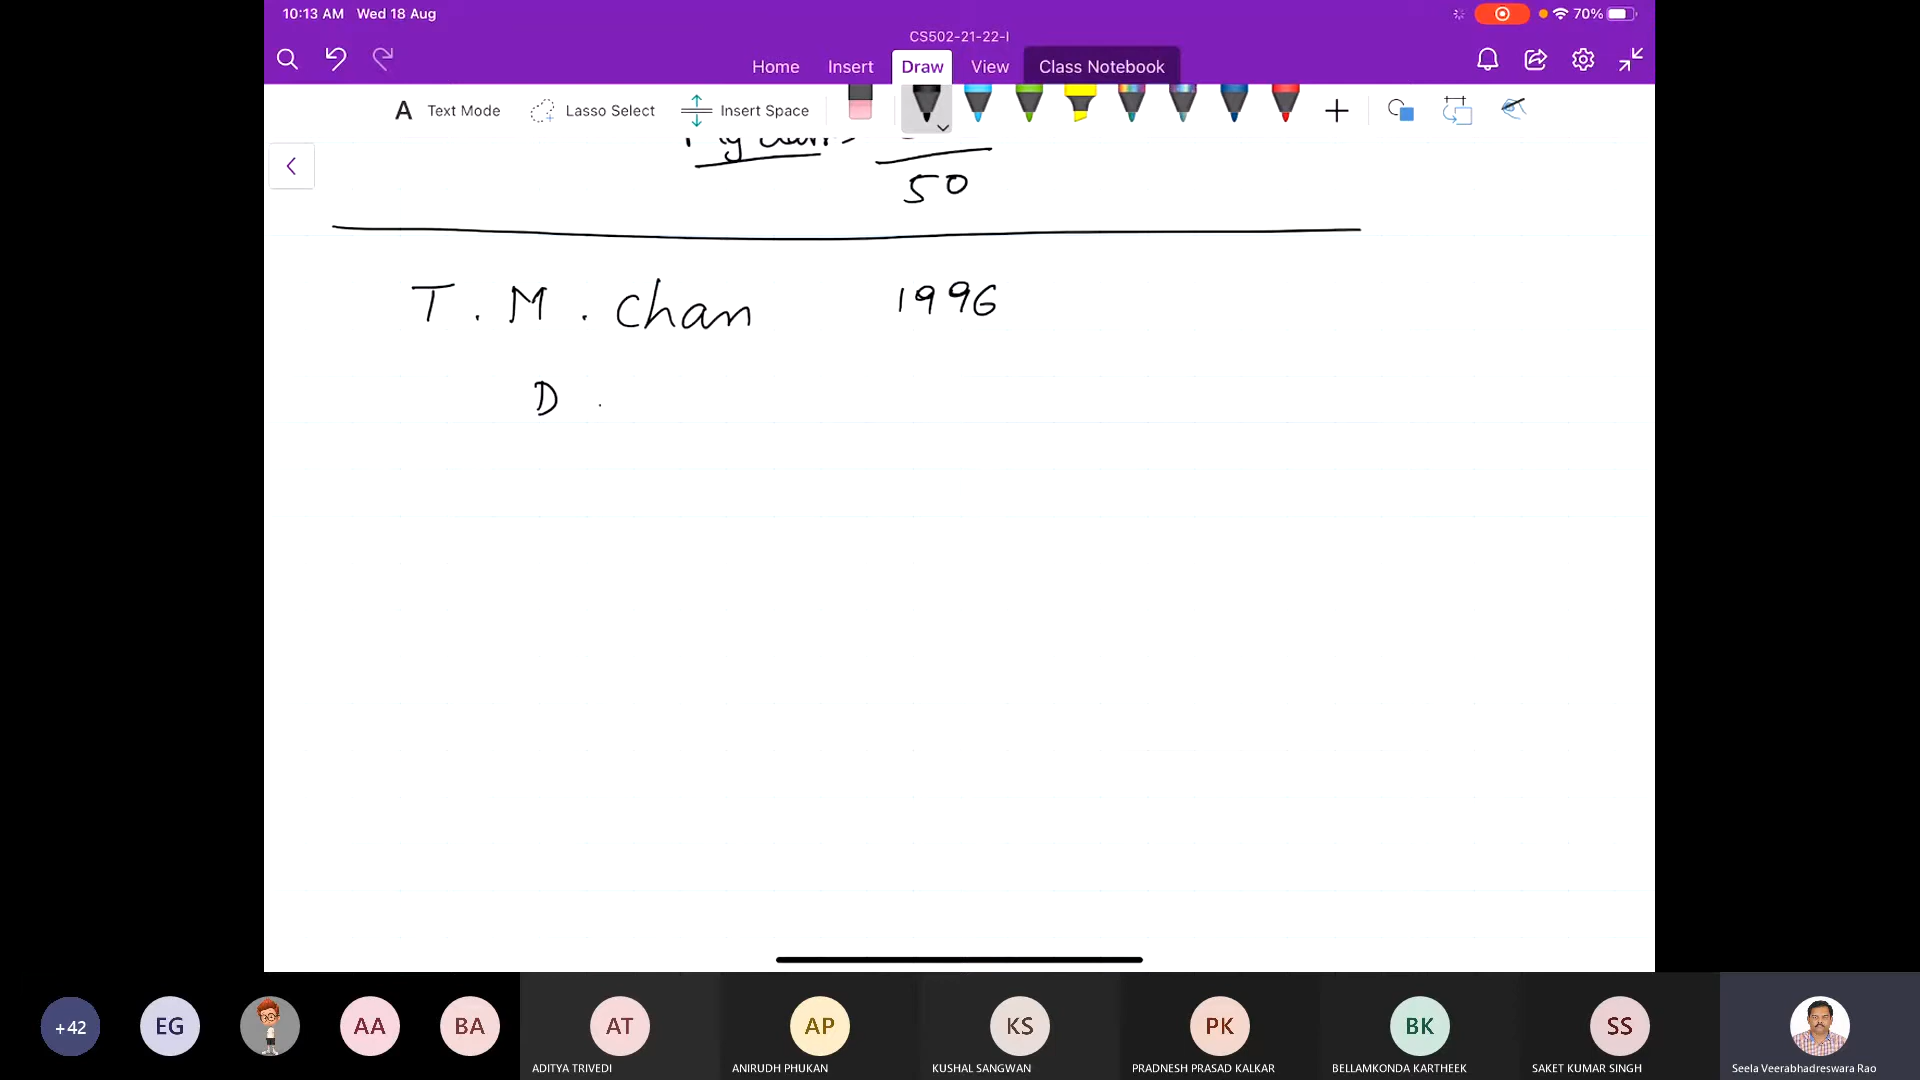 10:13 AM Wed 18 Aug
70%
CS502-21-22-I
Home Insert Draw View Class Notebook
A Text Mode Lasso Select Insert Space
50
T. M. Chan 1996
D .
+42 EG AA BA AT AP KS PK BK SS
ADITYA TRIVEDI ANIRUDH PHUKAN KUSHAL SANGWAN PRADNESH PRASAD KALKAR BELLAMKONDA KARTHEEK SAKET KUMAR SINGH Seela Veerabhadreswara Rao